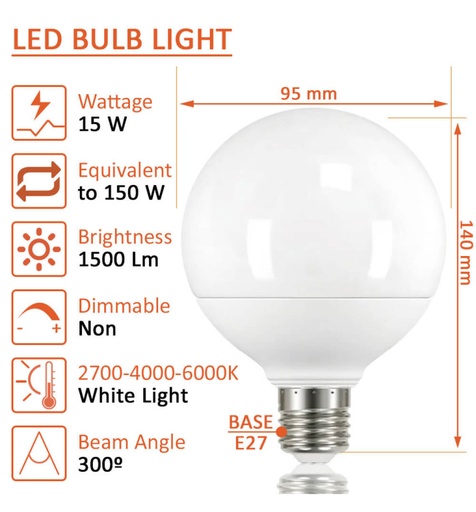 LED BULB LIGHT
95 mm
Wattage
15 W
Equivalent
to 150 W
Brightness
1500 Lm
140 mm
Dimmable
- +
Non
2700-4000-6000K
White Light
BASE
E27
Beam Angle
300º